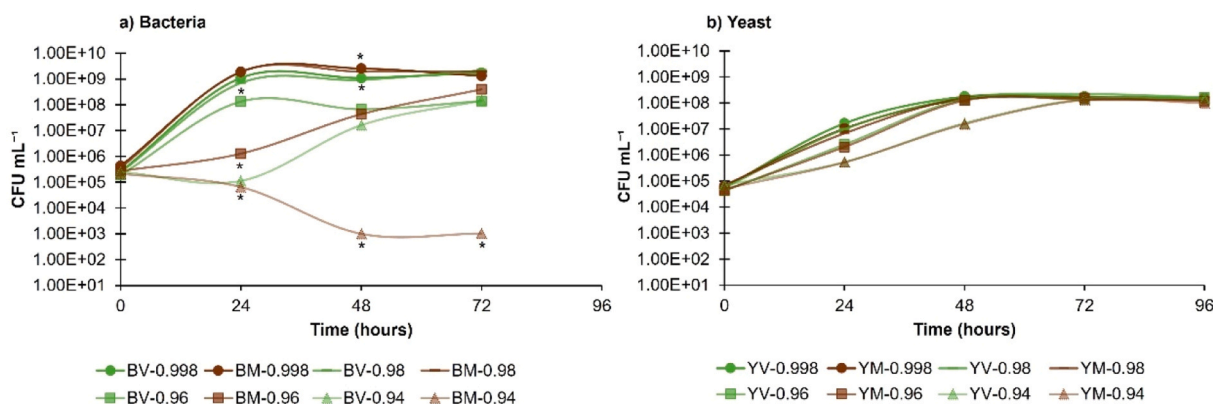 a) Bacteria
1.00E+10
1.00E+09
1.00E+08
1.00E+07
1.00E+06
1.00E+05
1.00E+04
1.00E+03
1.00E+02
1.00E+01
CFU mL⁻¹
* * * * * * *
0 24 48 72 96
Time (hours)
BV-0.998 BM-0.998 BV-0.98 BM-0.98
BV-0.96 BM-0.96 BV-0.94 BM-0.94
b) Yeast
1.00E+10
1.00E+09
1.00E+08
1.00E+07
1.00E+06
1.00E+05
1.00E+04
1.00E+03
1.00E+02
1.00E+01
CFU mL⁻¹
0 24 48 72 96
Time (hours)
YV-0.998 YM-0.998 YV-0.98 YM-0.98
YV-0.96 YM-0.96 YV-0.94 YM-0.94